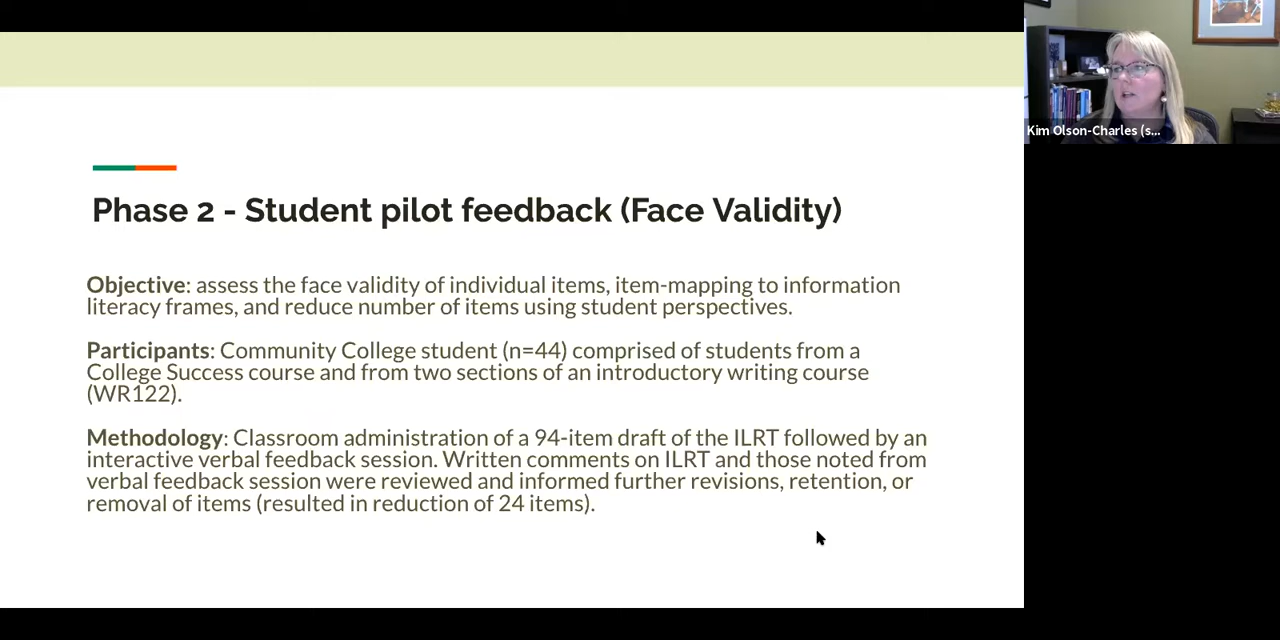 Phase 2 - Student pilot feedback (Face Validity)
Objective: assess the face validity of individual items, item-mapping to information
literacy frames, and reduce number of items using student perspectives.
Participants: Community College student (n=44) comprised of students from a
College Success course and from two sections of an introductory writing course
(WR122).
Methodology: Classroom administration of a 94-item draft of the ILRT followed by an
interactive verbal feedback session. Written comments on ILRT and those noted from
verbal feedback session were reviewed and informed further revisions, retention, or
removal of items (resulted in reduction of 24 items).
Kim Olson-Charles (s...